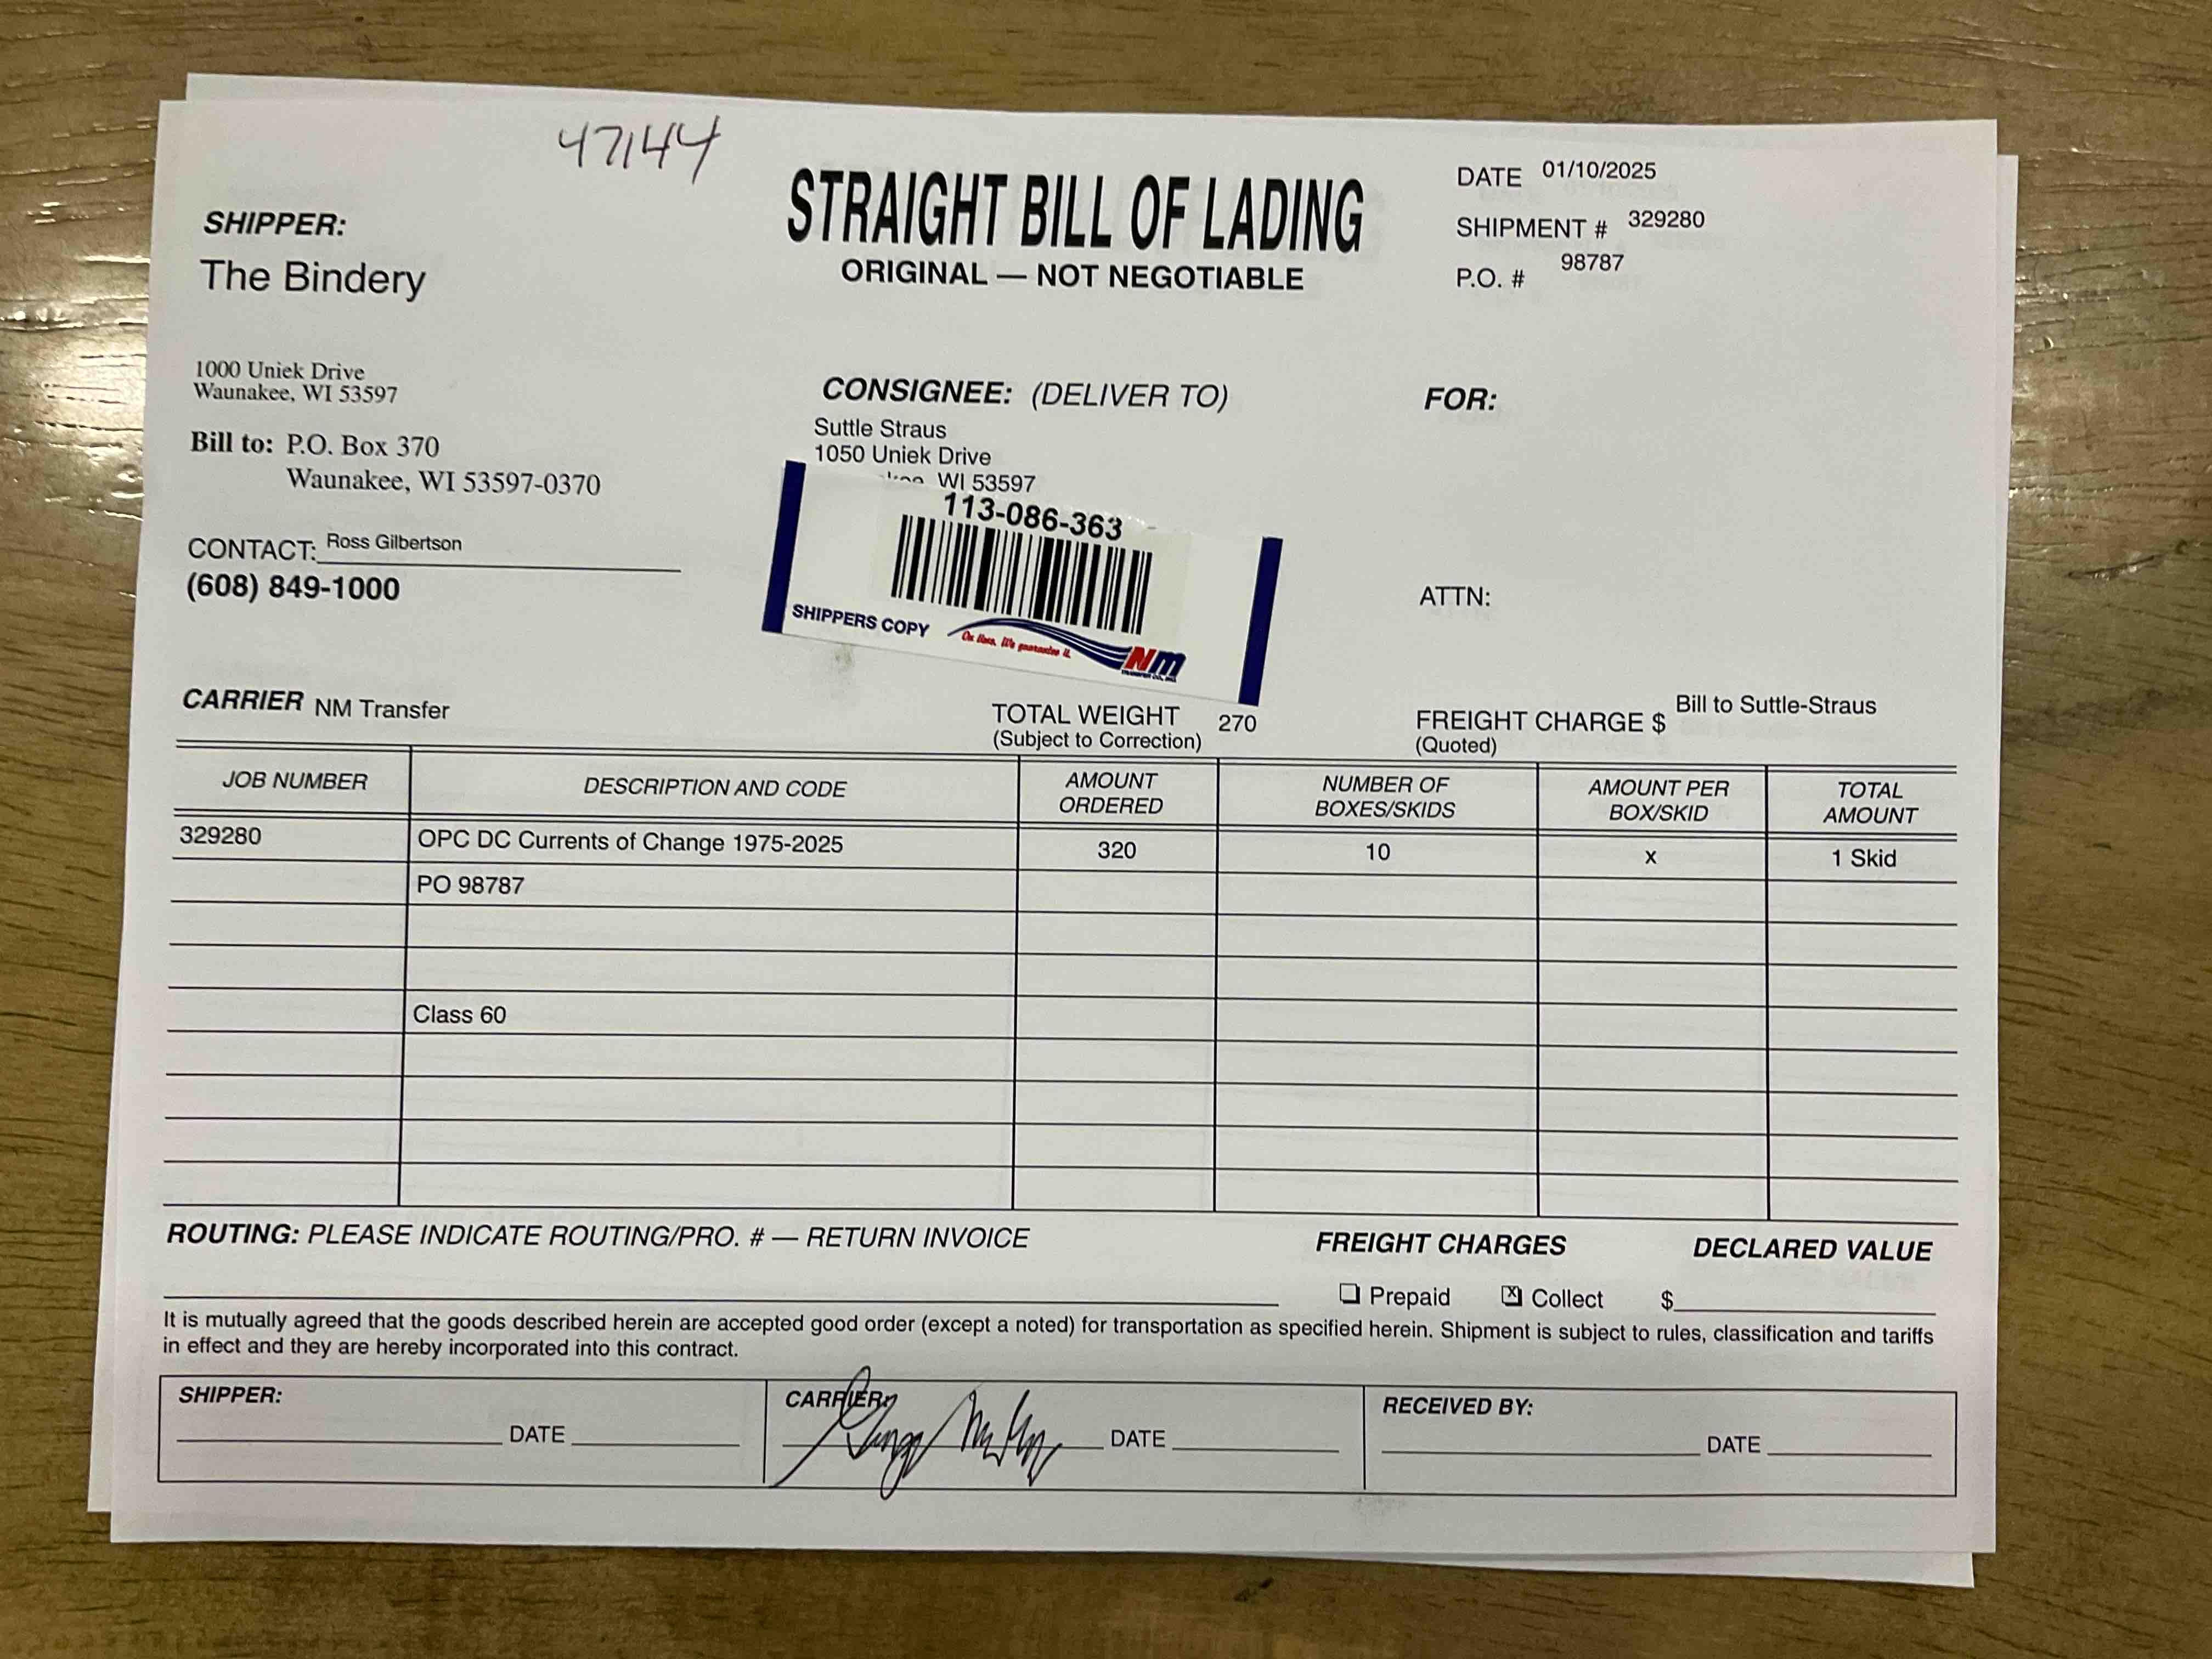 47144
STRAIGHT BILL OF LADING
ORIGINAL — NOT NEGOTIABLE
DATE 01/10/2025
SHIPMENT # 329280
P.O. # 98787
SHIPPER:
The Bindery
1000 Uniek Drive
Waunakee, WI 53597
Bill to: P.O. Box 370
Waunakee, WI 53597-0370
CONTACT: Ross Gilbertson
(608) 849-1000
CONSIGNEE: (DELIVER TO)
Suttle Straus
1050 Uniek Drive
WI 53597
113-086-363
SHIPPERS COPY
On time. We guarantee it.
NM
TRANSFER CO., INC.
FOR:
ATTN:
CARRIER NM Transfer
TOTAL WEIGHT 270
(Subject to Correction)
FREIGHT CHARGE $ Bill to Suttle-Straus
(Quoted)
JOB NUMBER DESCRIPTION AND CODE AMOUNT ORDERED NUMBER OF BOXES/SKIDS AMOUNT PER BOX/SKID TOTAL AMOUNT
329280 OPC DC Currents of Change 1975-2025 320 10 x 1 Skid
PO 98787
Class 60
ROUTING: PLEASE INDICATE ROUTING/PRO. # — RETURN INVOICE
FREIGHT CHARGES DECLARED VALUE
Prepaid x Collect $
It is mutually agreed that the goods described herein are accepted good order (except a noted) for transportation as specified herein. Shipment is subject to rules, classification and tariffs
in effect and they are hereby incorporated into this contract.
SHIPPER: CARRIER: RECEIVED BY:
DATE DATE DATE